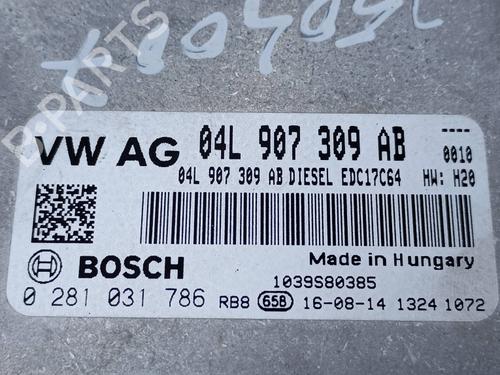 B-PARTS
VW AG 04L 907 309 AB ----
04L 907 309 AB DIESEL EDC17C64 0010
HW: H20
Made in Hungary
BOSCH 1039S80385
0 281 031 786 RB8 65B 16-08-14 1324 1072